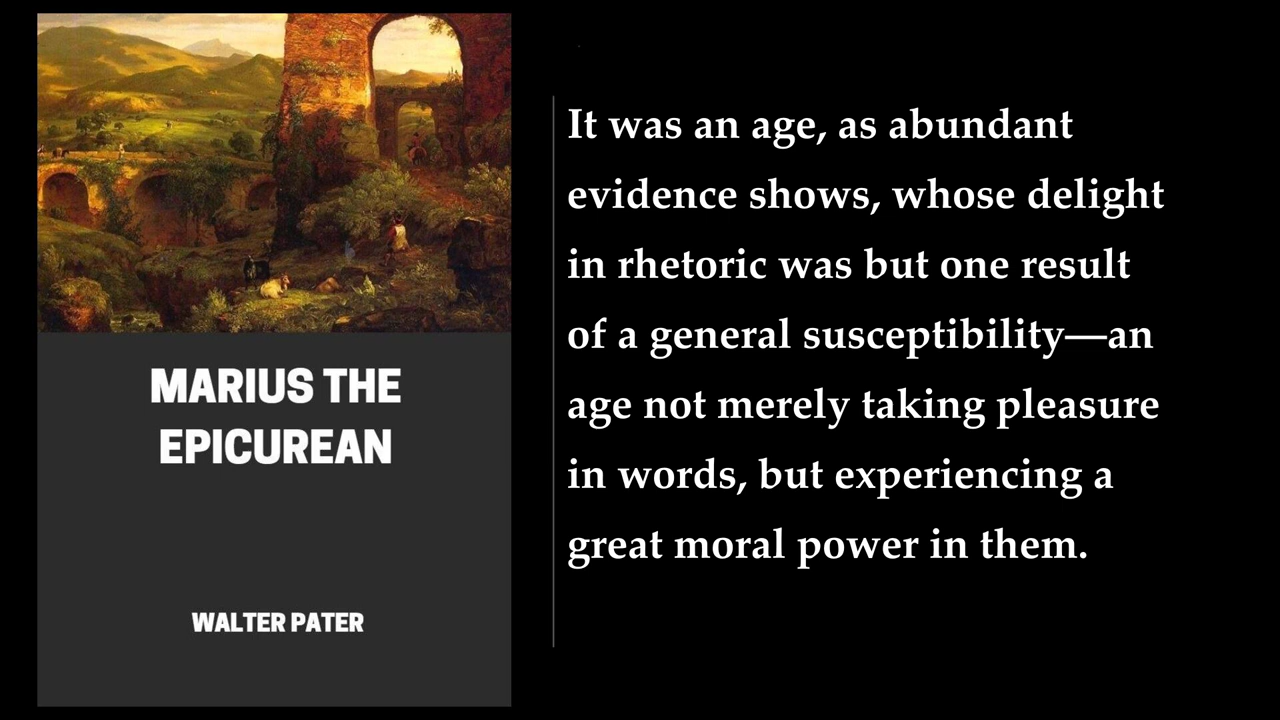 MARIUS THE
EPICUREAN
WALTER PATER
It was an age, as abundant
evidence shows, whose delight
in rhetoric was but one result
of a general susceptibility—an
age not merely taking pleasure
in words, but experiencing a
great moral power in them.